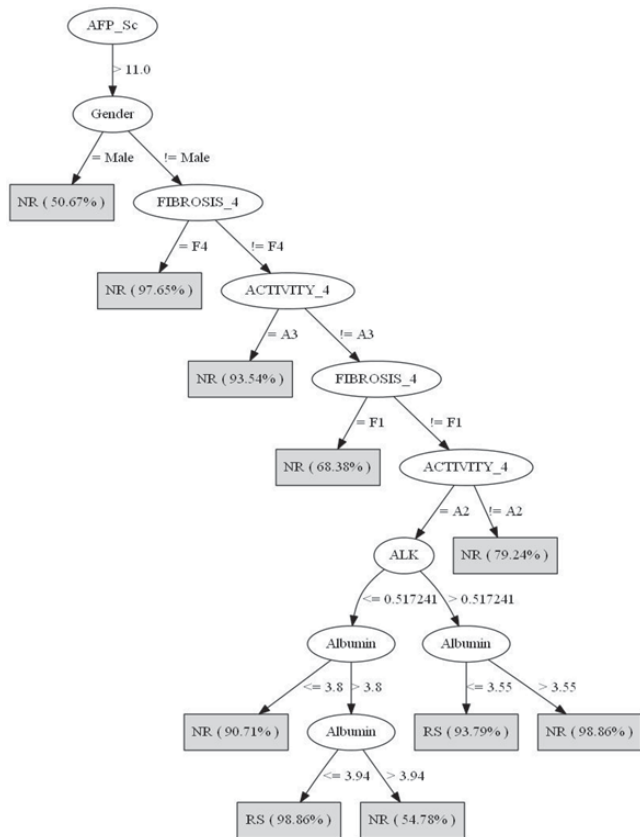 AFP_Sc
> 11.0
Gender
= Male
!= Male
NR ( 50.67% )
FIBROSIS_4
= F4
!= F4
NR ( 97.65% )
ACTIVITY_4
= A3
!= A3
NR ( 93.54% )
FIBROSIS_4
= F1
!= F1
NR ( 68.38% )
ACTIVITY_4
= A2
!= A2
ALK
NR ( 79.24% )
<= 0.517241
> 0.517241
Albumin
Albumin
<= 3.8
> 3.8
<= 3.55
> 3.55
NR ( 90.71% )
Albumin
RS ( 93.79% )
NR ( 98.86% )
<= 3.94
> 3.94
RS ( 98.86% )
NR ( 54.78% )